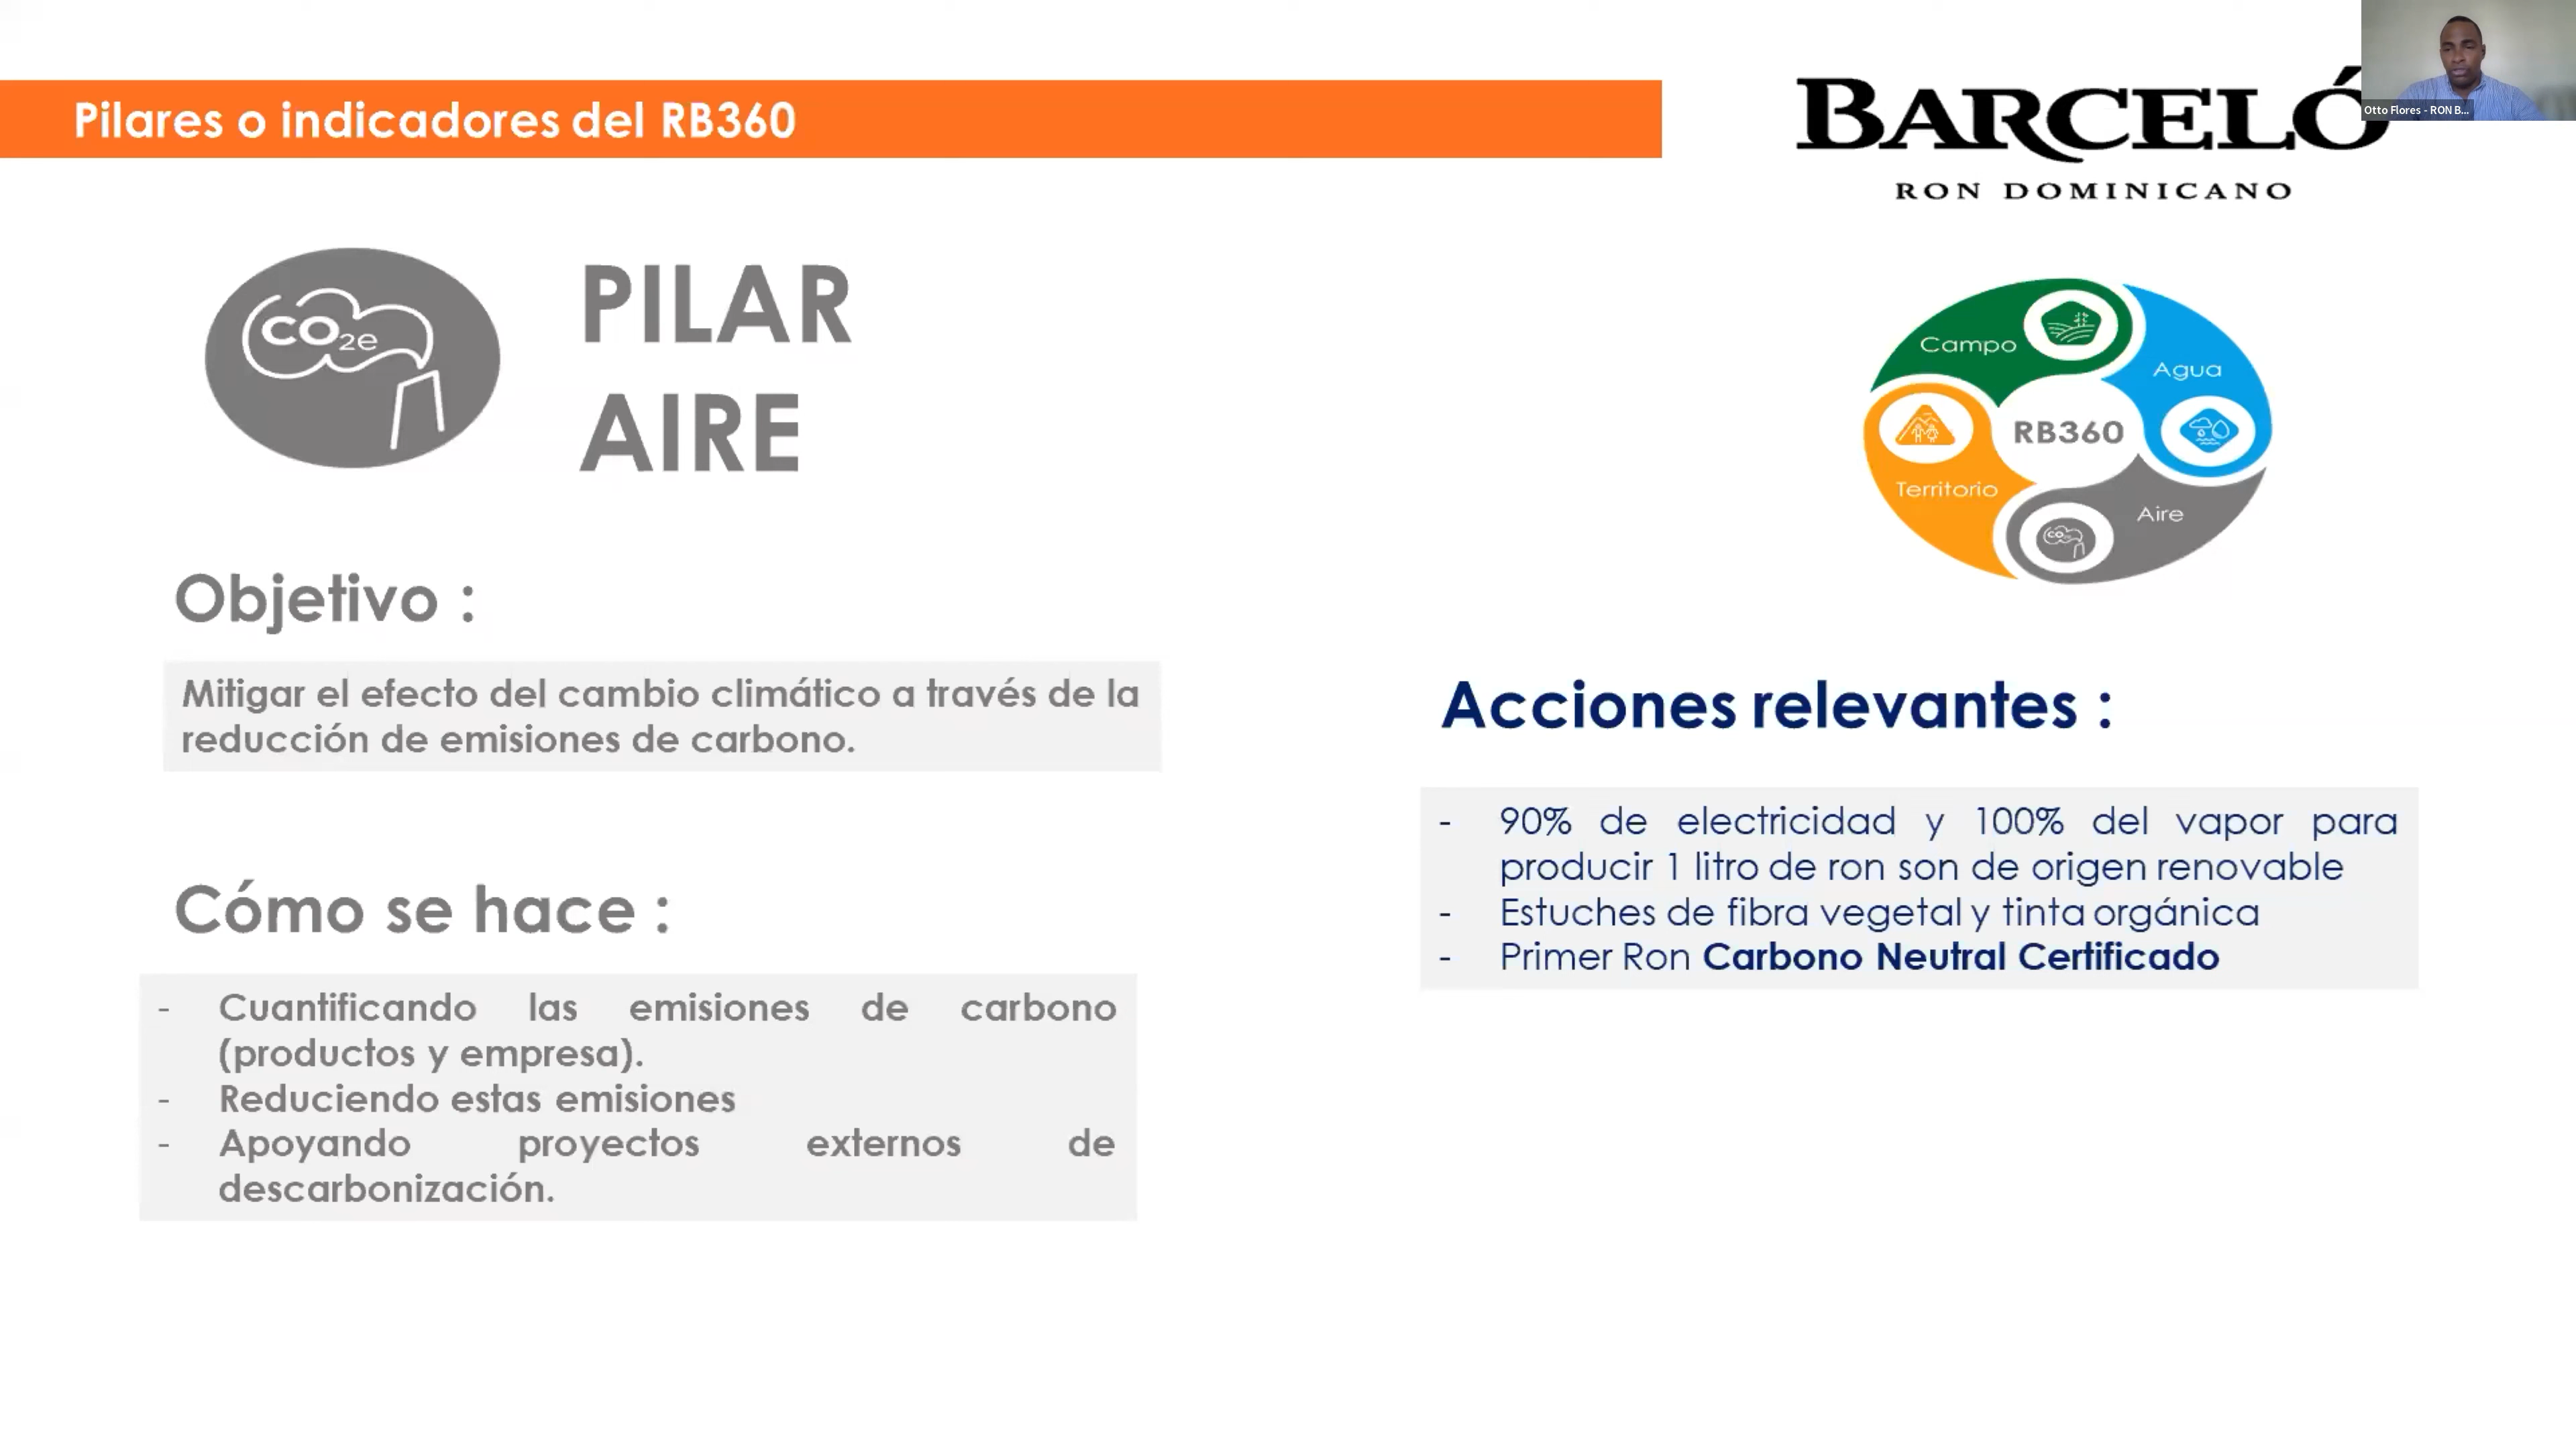 Pilares o indicadores del RB360
BARCELÓ
RON DOMINICANO
Otto Flores - RON B...
CO2e
PILAR
AIRE
Campo
Agua
RB360
Territorio
Aire
CO2e
Objetivo :
Mitigar el efecto del cambio climático a través de la
reducción de emisiones de carbono.
Cómo se hace :
- Cuantificando las emisiones de carbono
(productos y empresa).
- Reduciendo estas emisiones
- Apoyando proyectos externos de
descarbonización.
Acciones relevantes :
- 90% de electricidad y 100% del vapor para
producir 1 litro de ron son de origen renovable
- Estuches de fibra vegetal y tinta orgánica
- Primer Ron Carbono Neutral Certificado